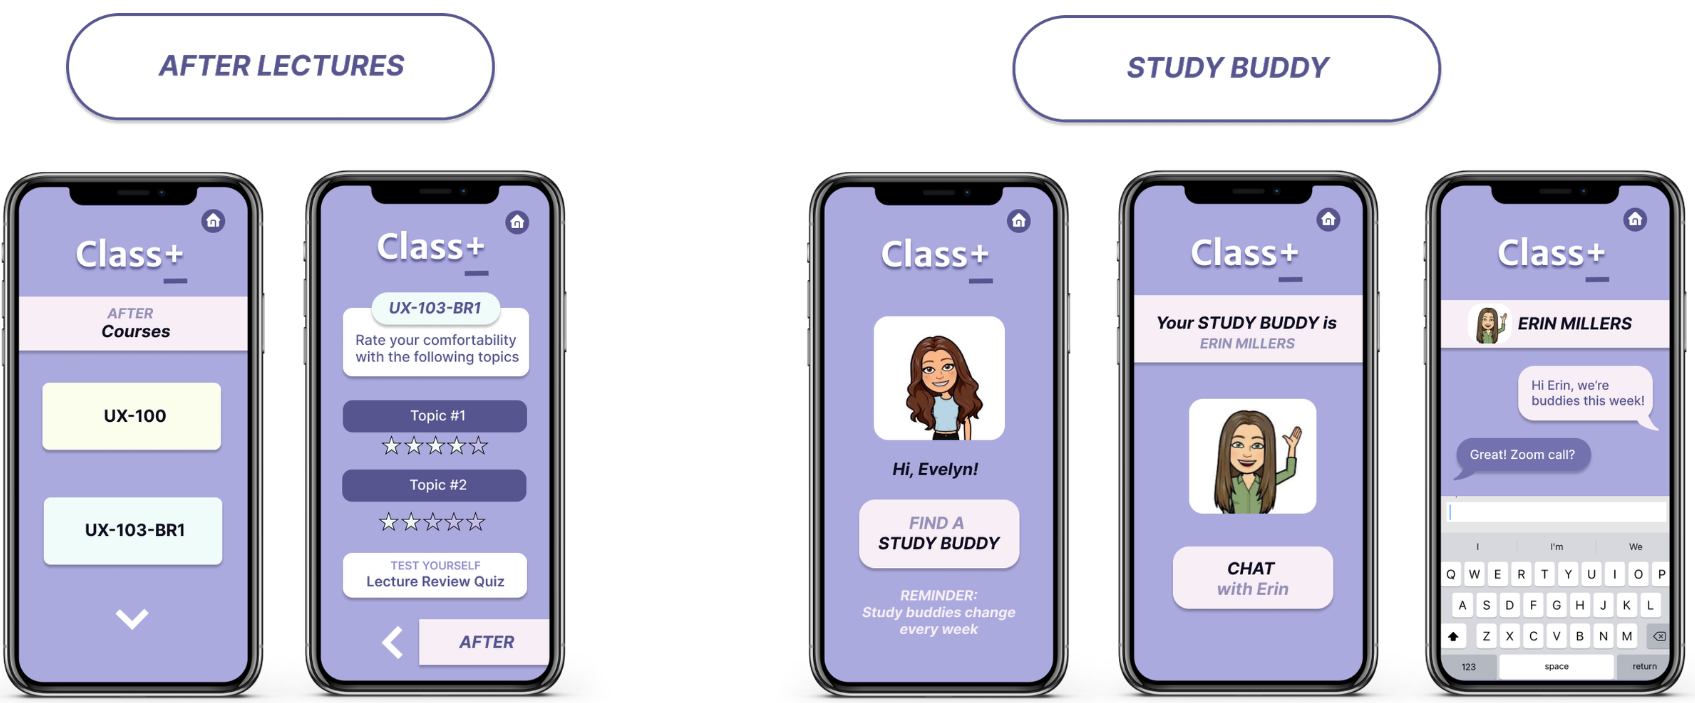 AFTER LECTURES
STUDY BUDDY
Class+
AFTER
Courses
UX-100
UX-103-BR1
Class+
UX-103-BR1
Rate your comfortability
with the following topics
Topic #1
Topic #2
TEST YOURSELF
Lecture Review Quiz
AFTER
Class+
Hi, Evelyn!
FIND A
STUDY BUDDY
REMINDER:
Study buddies change
every week
Class+
Your STUDY BUDDY is
ERIN MILLERS
CHAT
with Erin
Class+
ERIN MILLERS
Hi Erin, we're
buddies this week!
Great! Zoom call?
I I'm We
Q W E R T Y U I O P
A S D F G H J K L
Z X C V B N M
123 space return